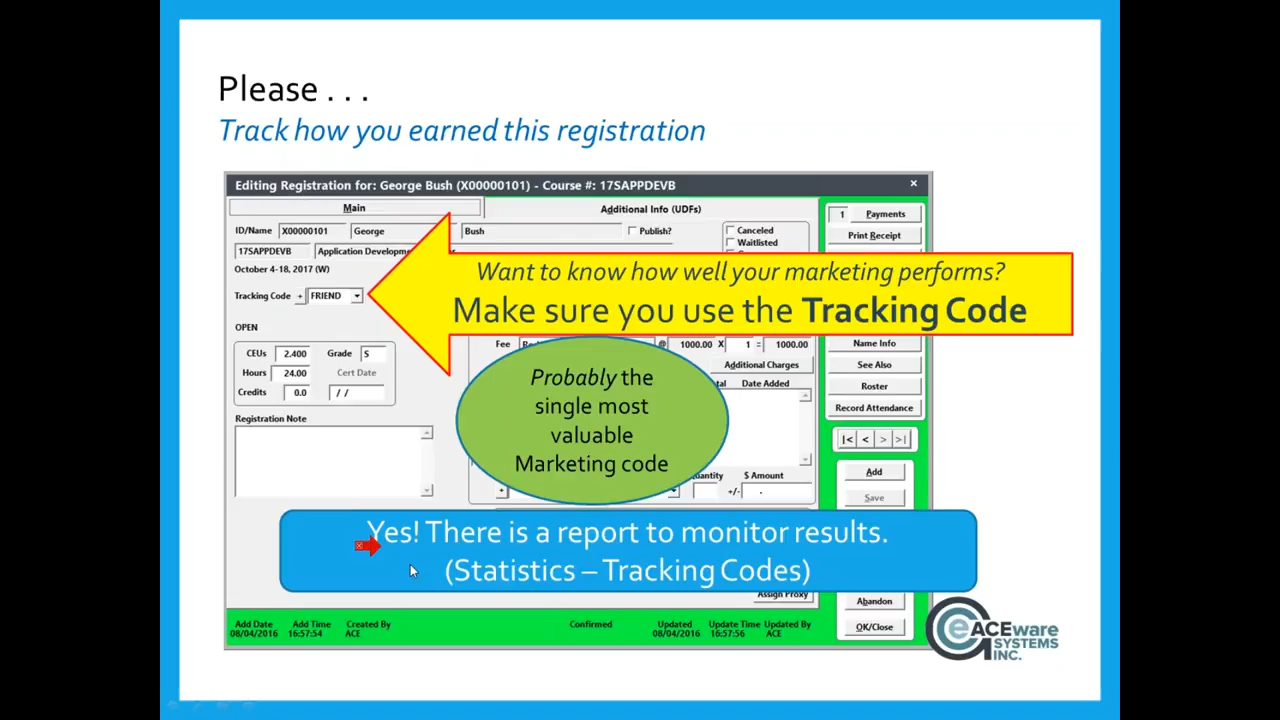 Please . . .
Track how you earned this registration
Editing Registration for: George Bush (X00000101) - Course #: 17SAPPDEVB
Main
Additional Info (UDFs)
1 Payments
ID/Name X00000101 George Bush Publish?
Canceled
Print Receipt
17SAPPDEVB
Waitlisted
October 4-18, 2017 (W)
Want to know how well your marketing performs?
Make sure you use the Tracking Code
Tracking Code + FRIEND
OPEN
Fee @ 1000.00 X 1 = 1000.00
Name Info
CEUs 2.400 Grade S
Additional Charges
See Also
Hours 24.00 Cert Date
Date Added
Roster
Credits 0.0 / /
Record Attendance
Probably the
single most
valuable
Marketing code
Registration Note
|< < > >|
Add
$ Amount
+ +/- .
Save
Yes! There is a report to monitor results.
(Statistics – Tracking Codes)
Assign Proxy
Abandon
Add Date Add Time Created By Confirmed Updated Update Time Updated By
08/04/2016 16:57:54 ACE 08/04/2016 16:57:56 ACE
OK/Close
e ACEware
SYSTEMS
INC.